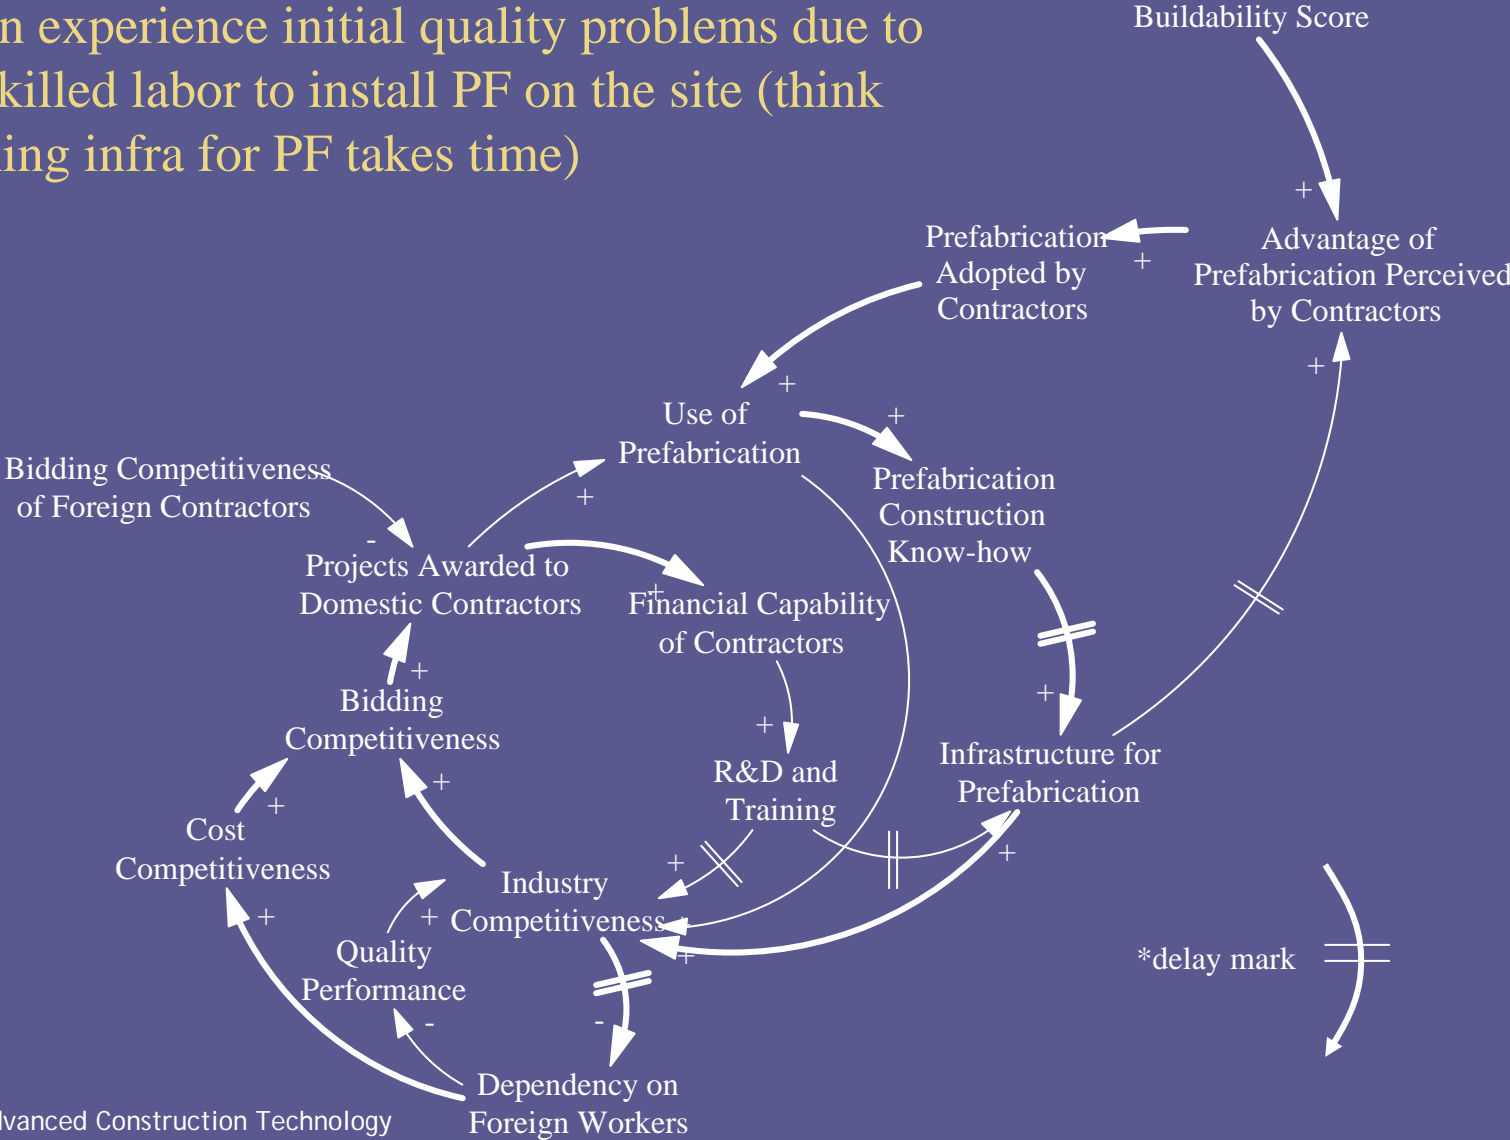 n experience initial quality problems due to
killed labor to install PF on the site (think
ing infra for PF takes time)
Buildability Score
+
Advantage of
Prefabrication Perceived
by Contractors
+
Prefabrication
Adopted by
Contractors
+
+
Use of
Prefabrication
+
Prefabrication
Construction
Know-how
Bidding Competitiveness
of Foreign Contractors
-
+
Projects Awarded to
Domestic Contractors
+
Financial Capability
of Contractors
+
Bidding
Competitiveness
+
R&D and
Training
+
Infrastructure for
Prefabrication
+
+
+
Cost
Competitiveness
+
+
Industry
Competitiveness
+
+
+
Quality
Performance
-
-
*delay mark
Dependency on
Foreign Workers
dvanced Construction Technology